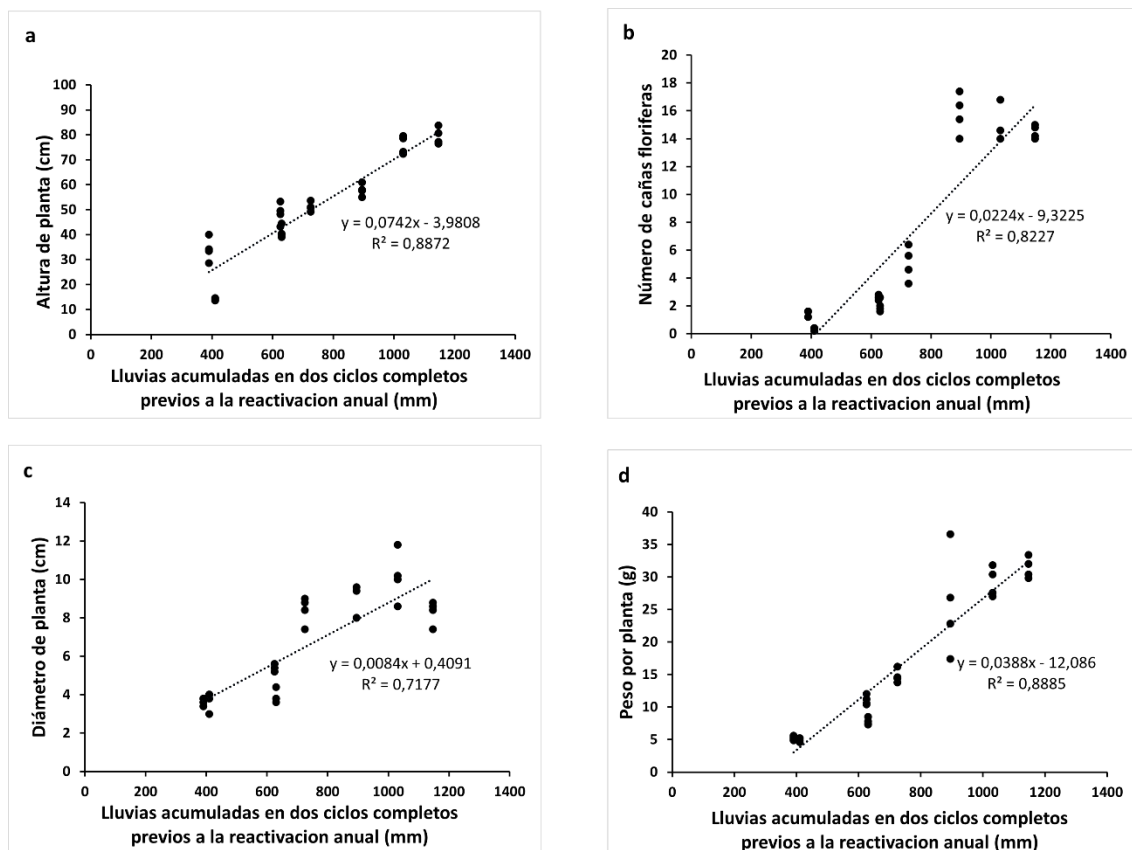 a
100
90
80
70
60
50
40
30
20
10
0
Altura de planta (cm)
y = 0,0742x - 3,9808
R² = 0,8872
0 200 400 600 800 1000 1200 1400
Lluvias acumuladas en dos ciclos completos
previos a la reactivacion anual (mm)
b
20
18
16
14
12
10
8
6
4
2
0
Número de cañas floriferas
y = 0,0224x - 9,3225
R² = 0,8227
0 200 400 600 800 1000 1200 1400
Lluvias acumuladas en dos ciclos completos
previos a la reactivacion anual (mm)
c
14
12
10
8
6
4
2
0
Diámetro de planta (cm)
y = 0,0084x + 0,4091
R² = 0,7177
0 200 400 600 800 1000 1200 1400
Lluvias acumuladas en dos ciclos completos
previos a la reactivacion anual (mm)
d
40
35
30
25
20
15
10
5
0
Peso por planta (g)
y = 0,0388x - 12,086
R² = 0,8885
0 200 400 600 800 1000 1200 1400
Lluvias acumuladas en dos ciclos completos
previos a la reactivacion anual (mm)